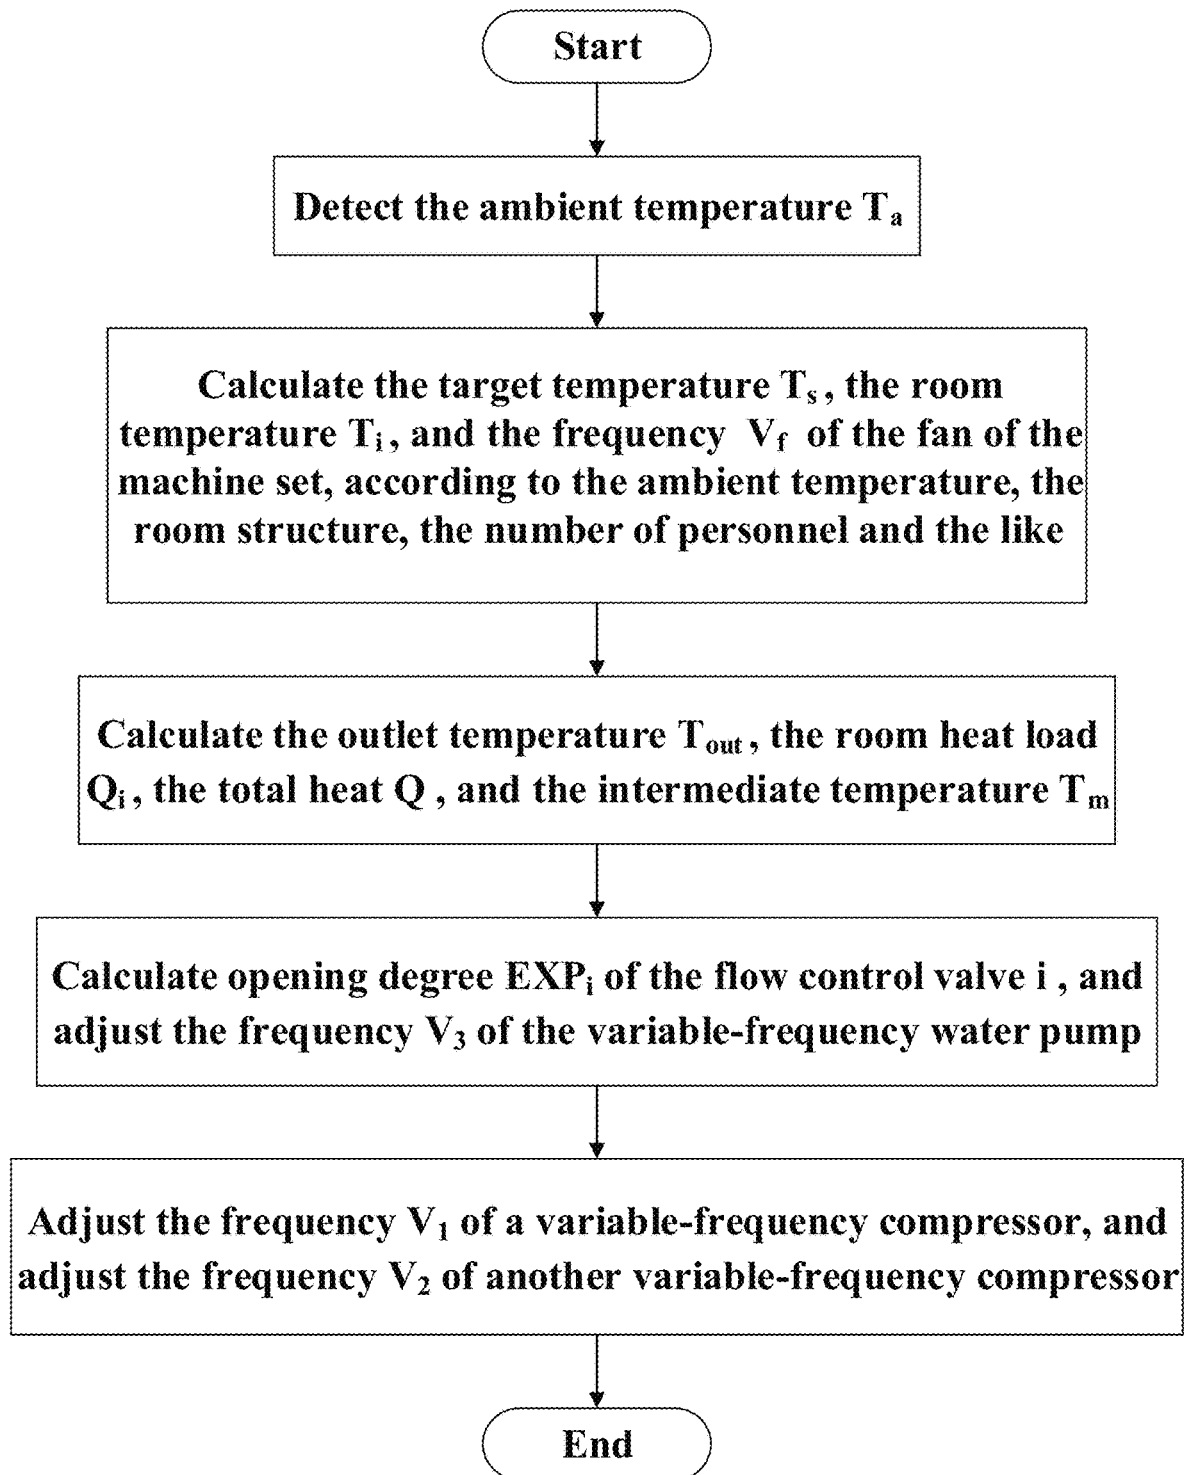 Start
Detect the ambient temperature Tₐ
Calculate the target temperature Tₛ, the room
temperature Tᵢ, and the frequency V_f of the fan of the
machine set, according to the ambient temperature, the
room structure, the number of personnel and the like
Calculate the outlet temperature Tₒᵤₜ, the room heat load
Qᵢ, the total heat Q , and the intermediate temperature Tₘ
Calculate opening degree EXPᵢ of the flow control valve i , and
adjust the frequency V₃ of the variable-frequency water pump
Adjust the frequency V₁ of a variable-frequency compressor, and
adjust the frequency V₂ of another variable-frequency compressor
End